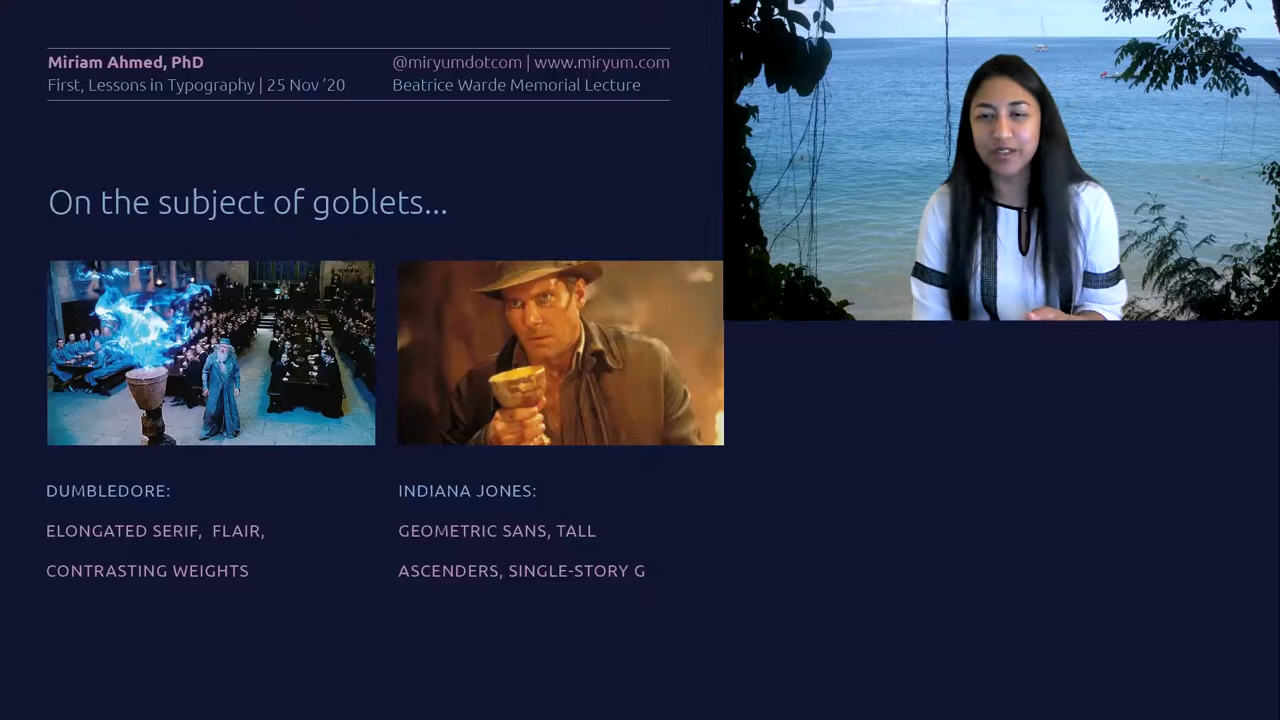 Miriam Ahmed, PhD
First, Lessons in Typography | 25 Nov ’20
@miryumdotcom | www.miryum.com
Beatrice Warde Memorial Lecture
On the subject of goblets...
DUMBLEDORE:
ELONGATED SERIF, FLAIR,
CONTRASTING WEIGHTS
INDIANA JONES:
GEOMETRIC SANS, TALL
ASCENDERS, SINGLE-STORY G